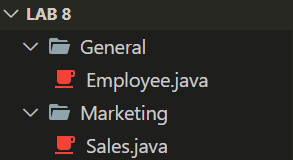 LAB 8
General
Employee.java
Marketing
Sales.java